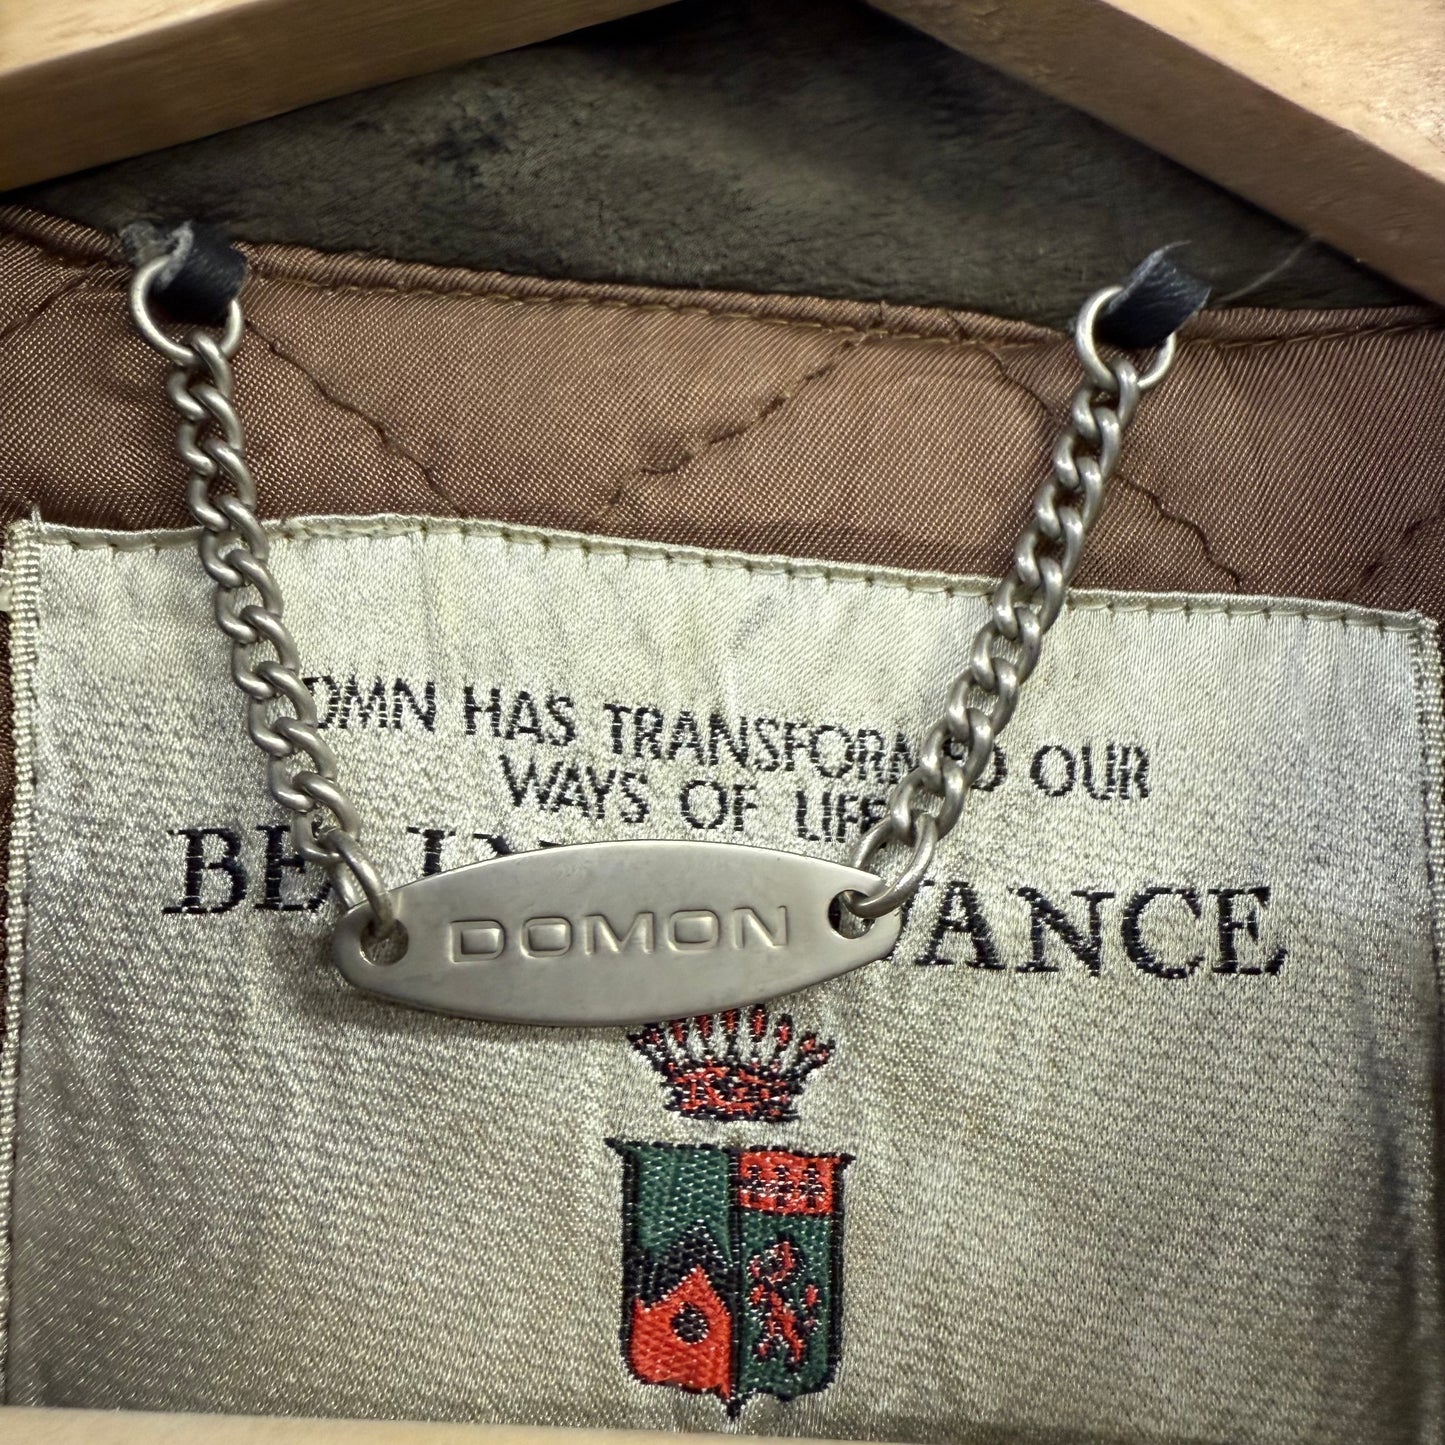 DMN HAS TRANSFORMED OUR
WAYS OF LIFE
DOMON